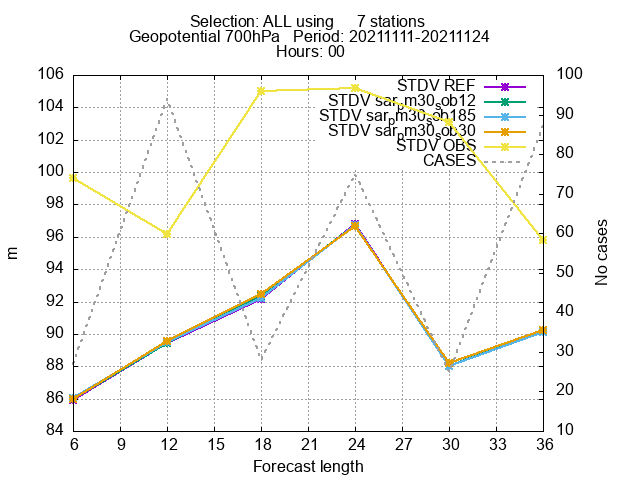 Selection: ALL using 7 stations
Geopotential 700hPa Period: 20211111-20211124
Hours: 00
STDV REF
STDV sar_pm30_sob12
STDV sar_pm30_sob185
STDV sar_pm30_sob30
STDV OBS
CASES
106
104
102
100
98
96
94
92
90
88
86
84
m
100
90
80
70
60
50
40
30
20
10
No cases
6 9 12 15 18 21 24 27 30 33 36
Forecast length